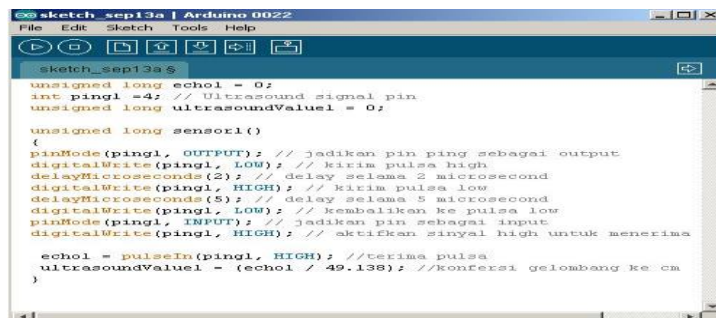 sketch_sep13a | Arduino 0022
File Edit Sketch Tools Help
sketch_sep13a §
unsigned long echo1 = 0;
int ping1 =4; // Ultrasound signal pin
unsigned long ultrasoundValue1 = 0;
unsigned long sensor1()
{
pinMode(ping1, OUTPUT); // jadikan pin ping sebagai output
digitalWrite(ping1, LOW); // kirim pulsa high
delayMicroseconds(2); // delay selama 2 microsecond
digitalWrite(ping1, HIGH); // kirim pulsa low
delayMicroseconds(5); // delay selama 5 microsecond
digitalWrite(ping1, LOW); // kembalikan ke pulsa low
pinMode(ping1, INPUT); // jadikan pin sebagai input
digitalWrite(ping1, HIGH); // aktifkan sinyal high untuk menerima
echo1 = pulseIn(ping1, HIGH); //terima pulsa
ultrasoundValue1 = (echo1 / 49.138); //konfersi gelombang ke cm
}